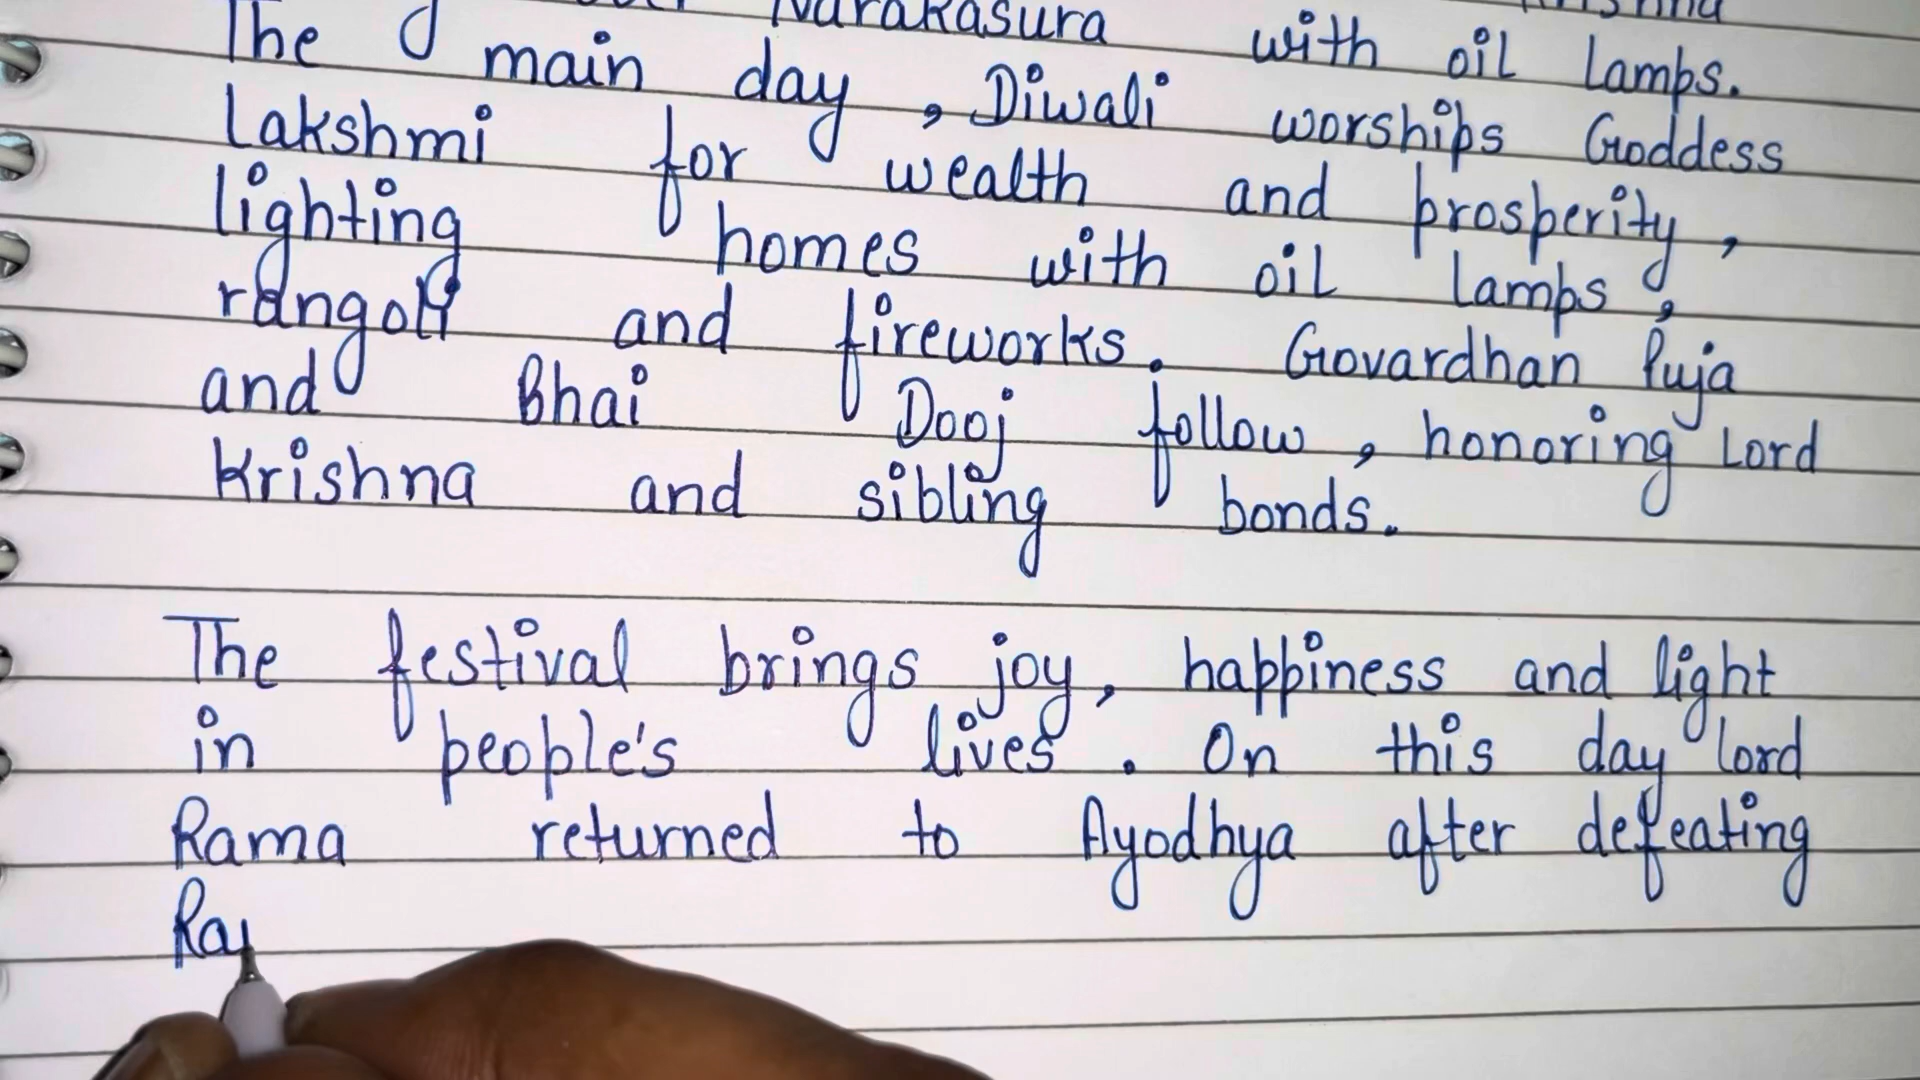 Narakasura with oil lamps.
The main day, Diwali worships Goddess
Lakshmi for wealth and prosperity,
lighting homes with oil lamps,
rangoli and fireworks. Govardhan Puja
and Bhai Dooj follow, honoring Lord
Krishna and sibling bonds.
The festival brings joy, happiness and light
in people's lives. On this day lord
Rama returned to Ayodhya after defeating
Ra